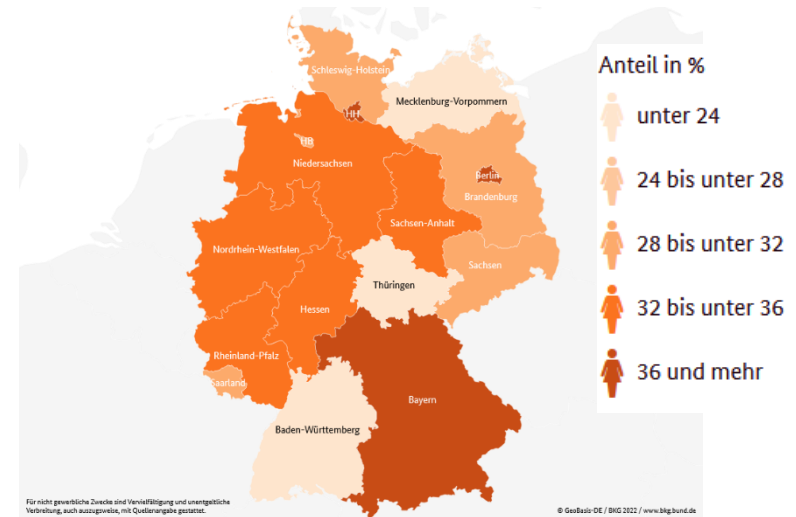 Schleswig-Holstein
Mecklenburg-Vorpommern
HH
HB
Niedersachsen
Berlin
Brandenburg
Sachsen-Anhalt
Nordrhein-Westfalen
Sachsen
Thüringen
Hessen
Rheinland-Pfalz
Saarland
Bayern
Baden-Württemberg
Anteil in %
unter 24
24 bis unter 28
28 bis unter 32
32 bis unter 36
36 und mehr
Für nicht gewerbliche Zwecke sind Vervielfältigung und unentgeltliche
Verbreitung, auch auszugsweise, mit Quellenangabe gestattet.
© GeoBasis-DE / BKG 2022 / www.bkg.bund.de